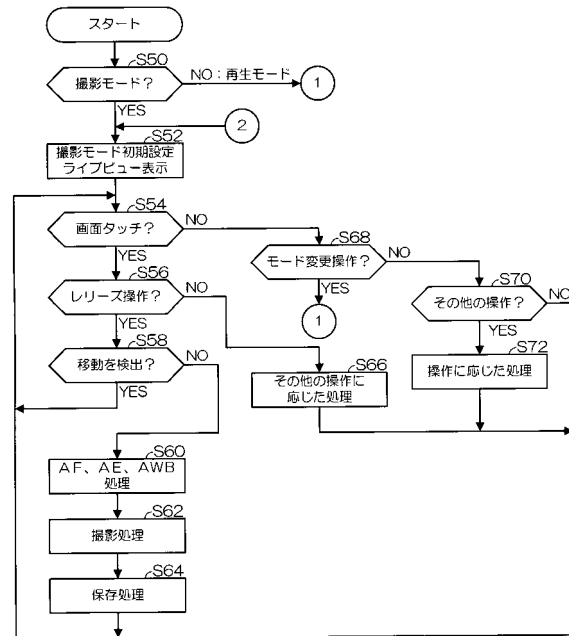 スタート
S50
撮影モード？
NO：再生モード
1
YES
2
S52
撮影モード初期設定
ライブビュー表示
S54
画面タッチ？
NO
YES
S68
モード変更操作？
NO
YES
1
S70
その他の操作？
NO
YES
S72
操作に応じた処理
S56
レリーズ操作？
NO
YES
S66
その他の操作に
応じた処理
S58
移動を検出？
NO
YES
S60
AF、AE、AWB
処理
S62
撮影処理
S64
保存処理